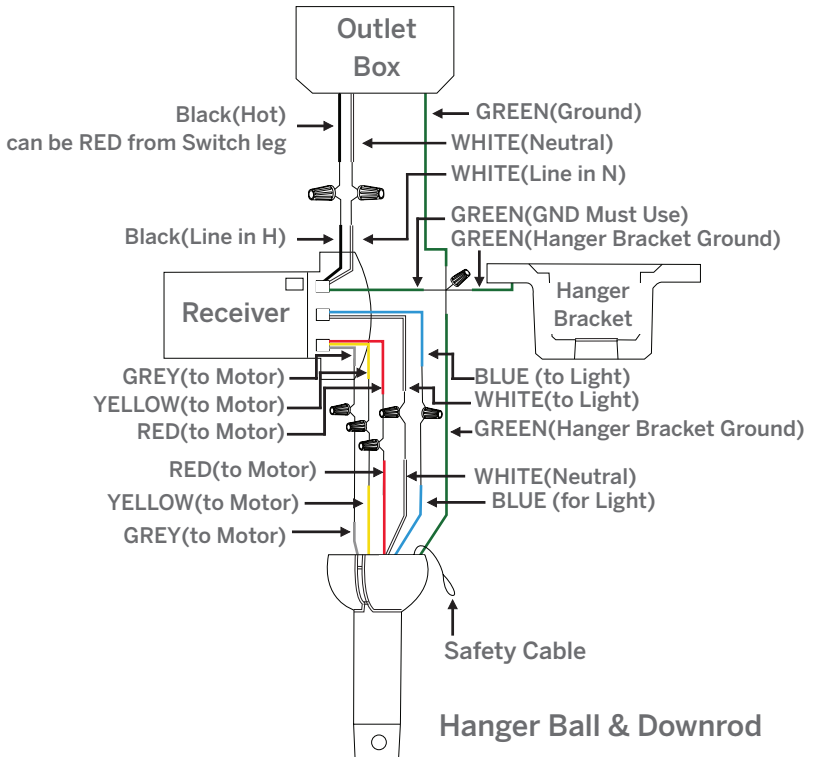 Outlet
Box
Black(Hot)
can be RED from Switch leg
GREEN(Ground)
WHITE(Neutral)
WHITE(Line in N)
GREEN(GND Must Use)
Black(Line in H)
GREEN(Hanger Bracket Ground)
Receiver
Hanger
Bracket
GREY(to Motor)
BLUE (to Light)
YELLOW(to Motor)
WHITE(to Light)
RED(to Motor)
GREEN(Hanger Bracket Ground)
RED(to Motor)
WHITE(Neutral)
YELLOW(to Motor)
BLUE (for Light)
GREY(to Motor)
Safety Cable
Hanger Ball & Downrod